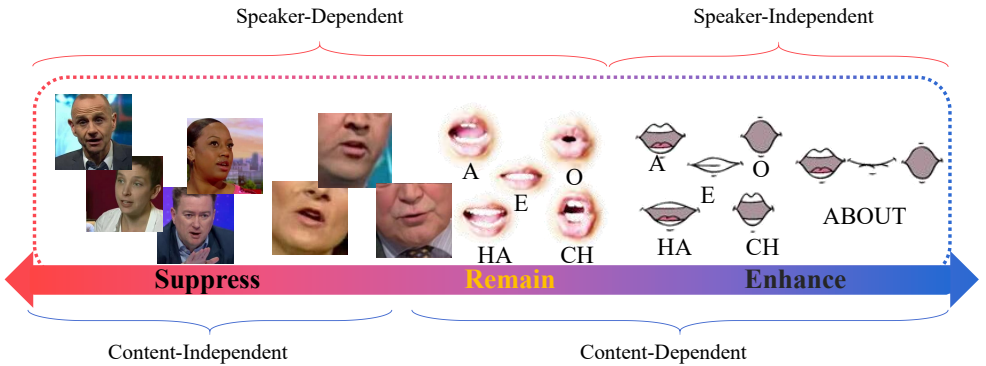 Speaker-Dependent
Speaker-Independent
A
O
E
HA
CH
A
O
E
HA
CH
ABOUT
Suppress
Remain
Enhance
Content-Independent
Content-Dependent